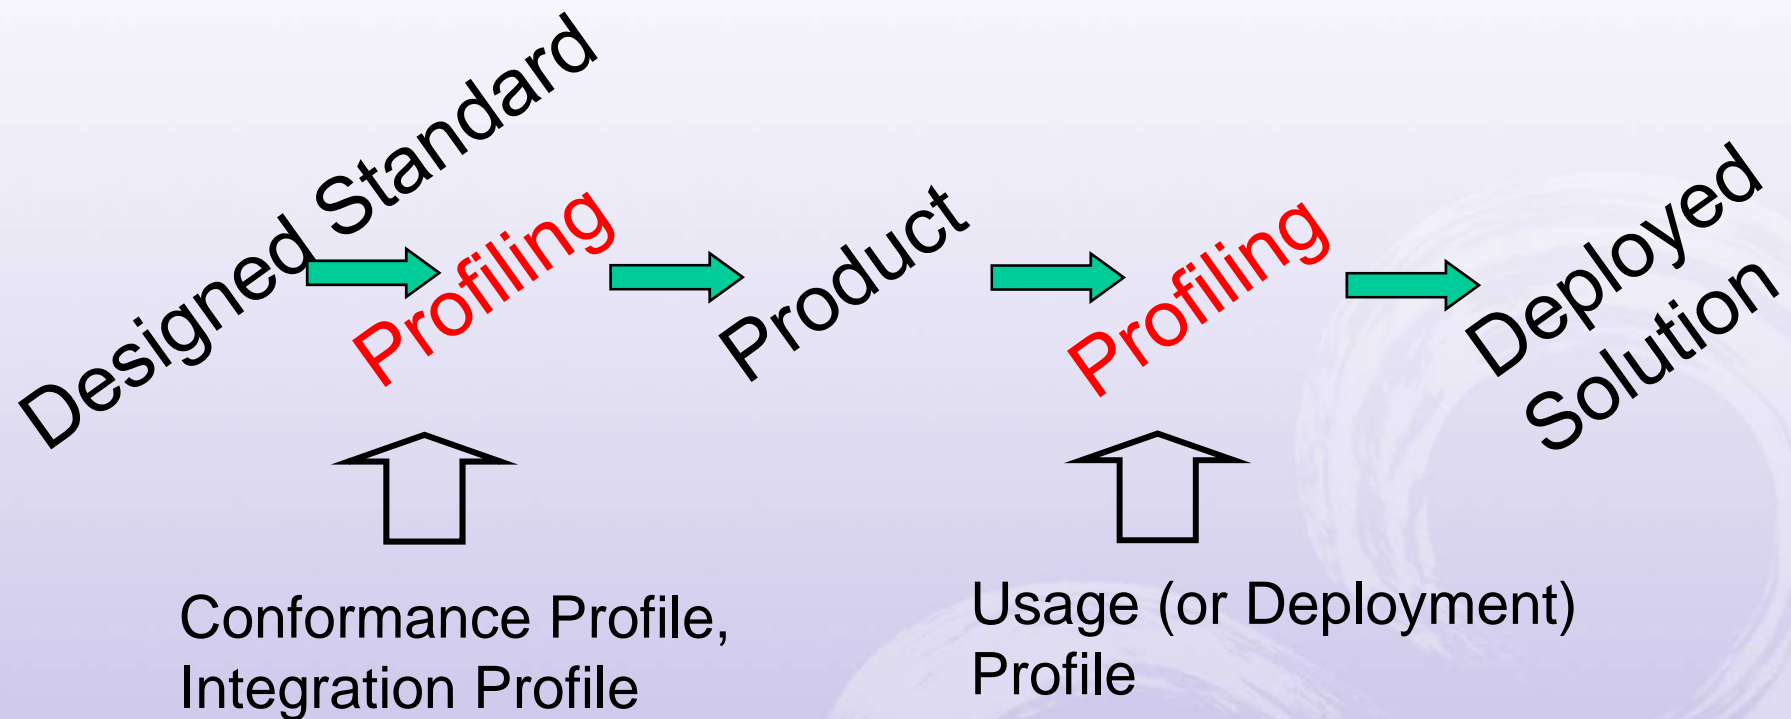 Designed Standard
Profiling
Product
Profiling
Deployed
Solution
Conformance Profile,
Integration Profile
Usage (or Deployment)
Profile